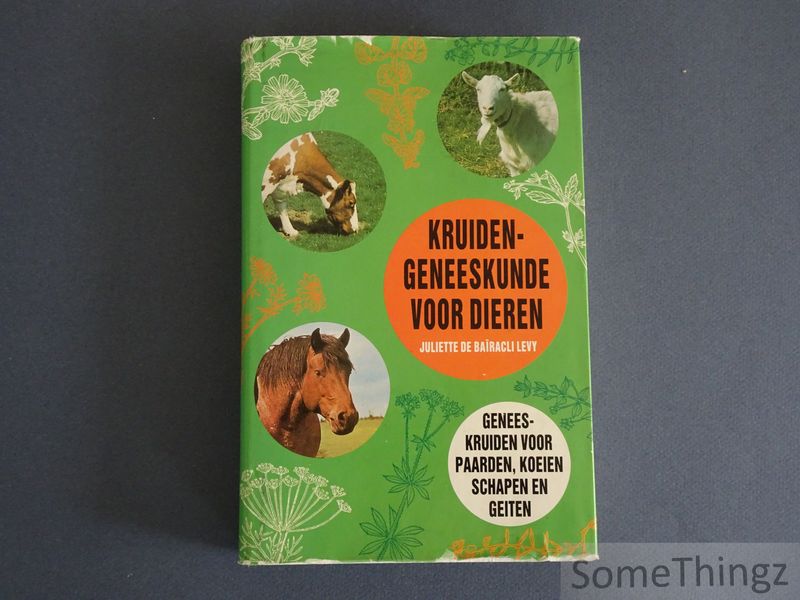 KRUIDEN-
GENEESKUNDE
VOOR DIEREN
JULIETTE DE BAÏRACLI LEVY
GENEES-
KRUIDEN VOOR
PAARDEN, KOEIEN
SCHAPEN EN
GEITEN
SomeThingz